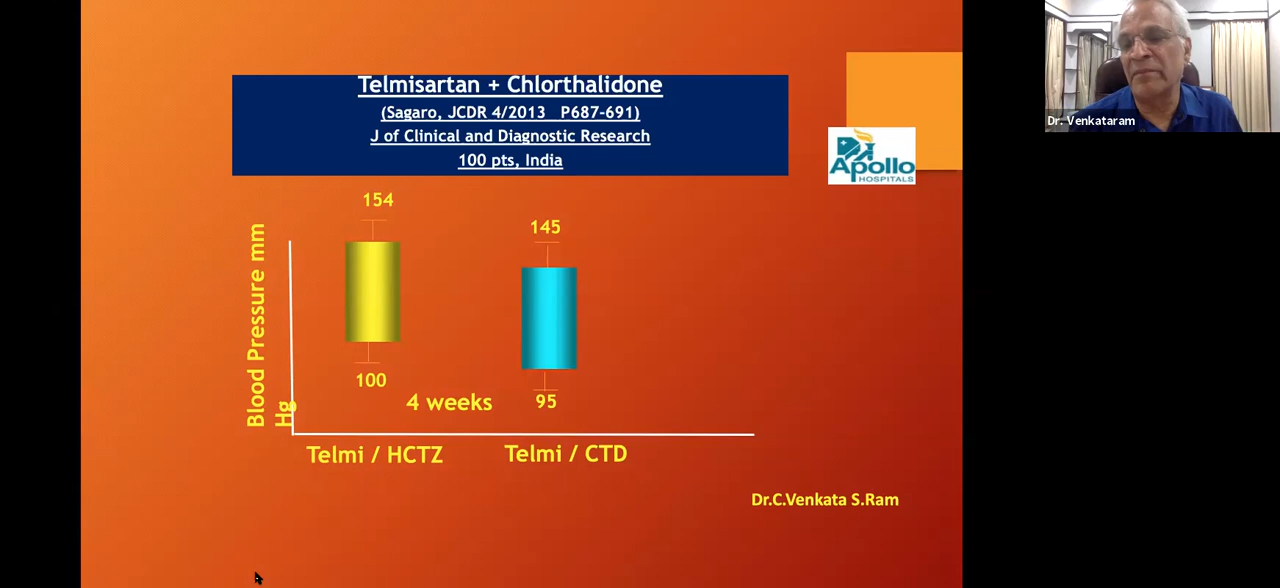 Telmisartan + Chlorthalidone
(Sagaro, JCDR 4/2013 P687-691)
J of Clinical and Diagnostic Research
100 pts, India
Dr. Venkataram
Apollo
HOSPITALS
154
145
Blood Pressure mm
Hg
100
95
4 weeks
Telmi / HCTZ
Telmi / CTD
Dr.C.Venkata S.Ram